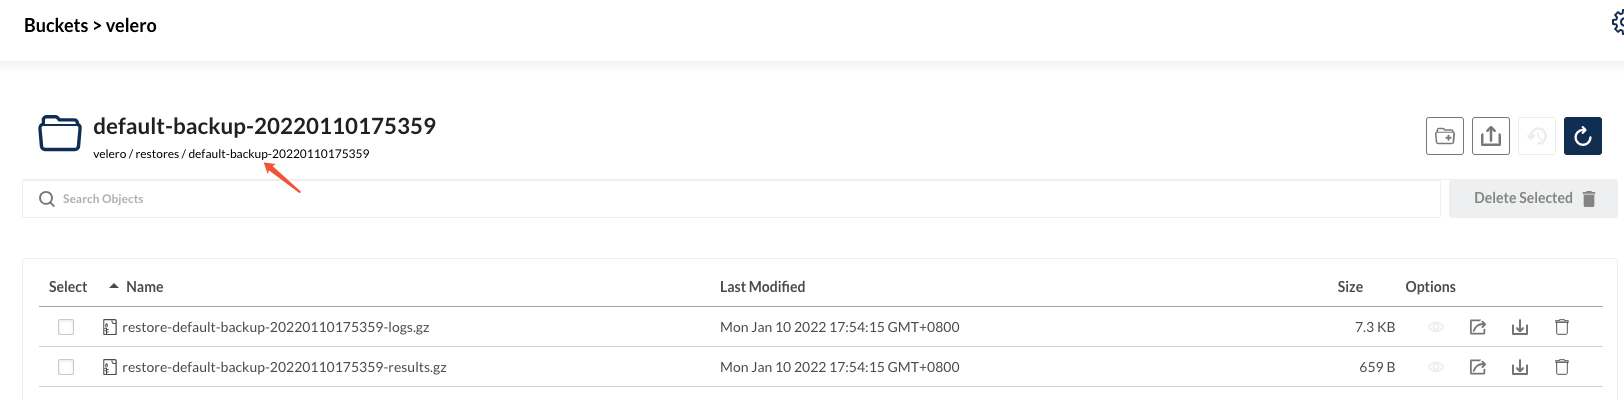 Buckets > velero
default-backup-20220110175359
velero / restores / default-backup-20220110175359
Search Objects
Delete Selected
Select Name Last Modified Size Options
restore-default-backup-20220110175359-logs.gz Mon Jan 10 2022 17:54:15 GMT+0800 7.3 KB
restore-default-backup-20220110175359-results.gz Mon Jan 10 2022 17:54:15 GMT+0800 659 B